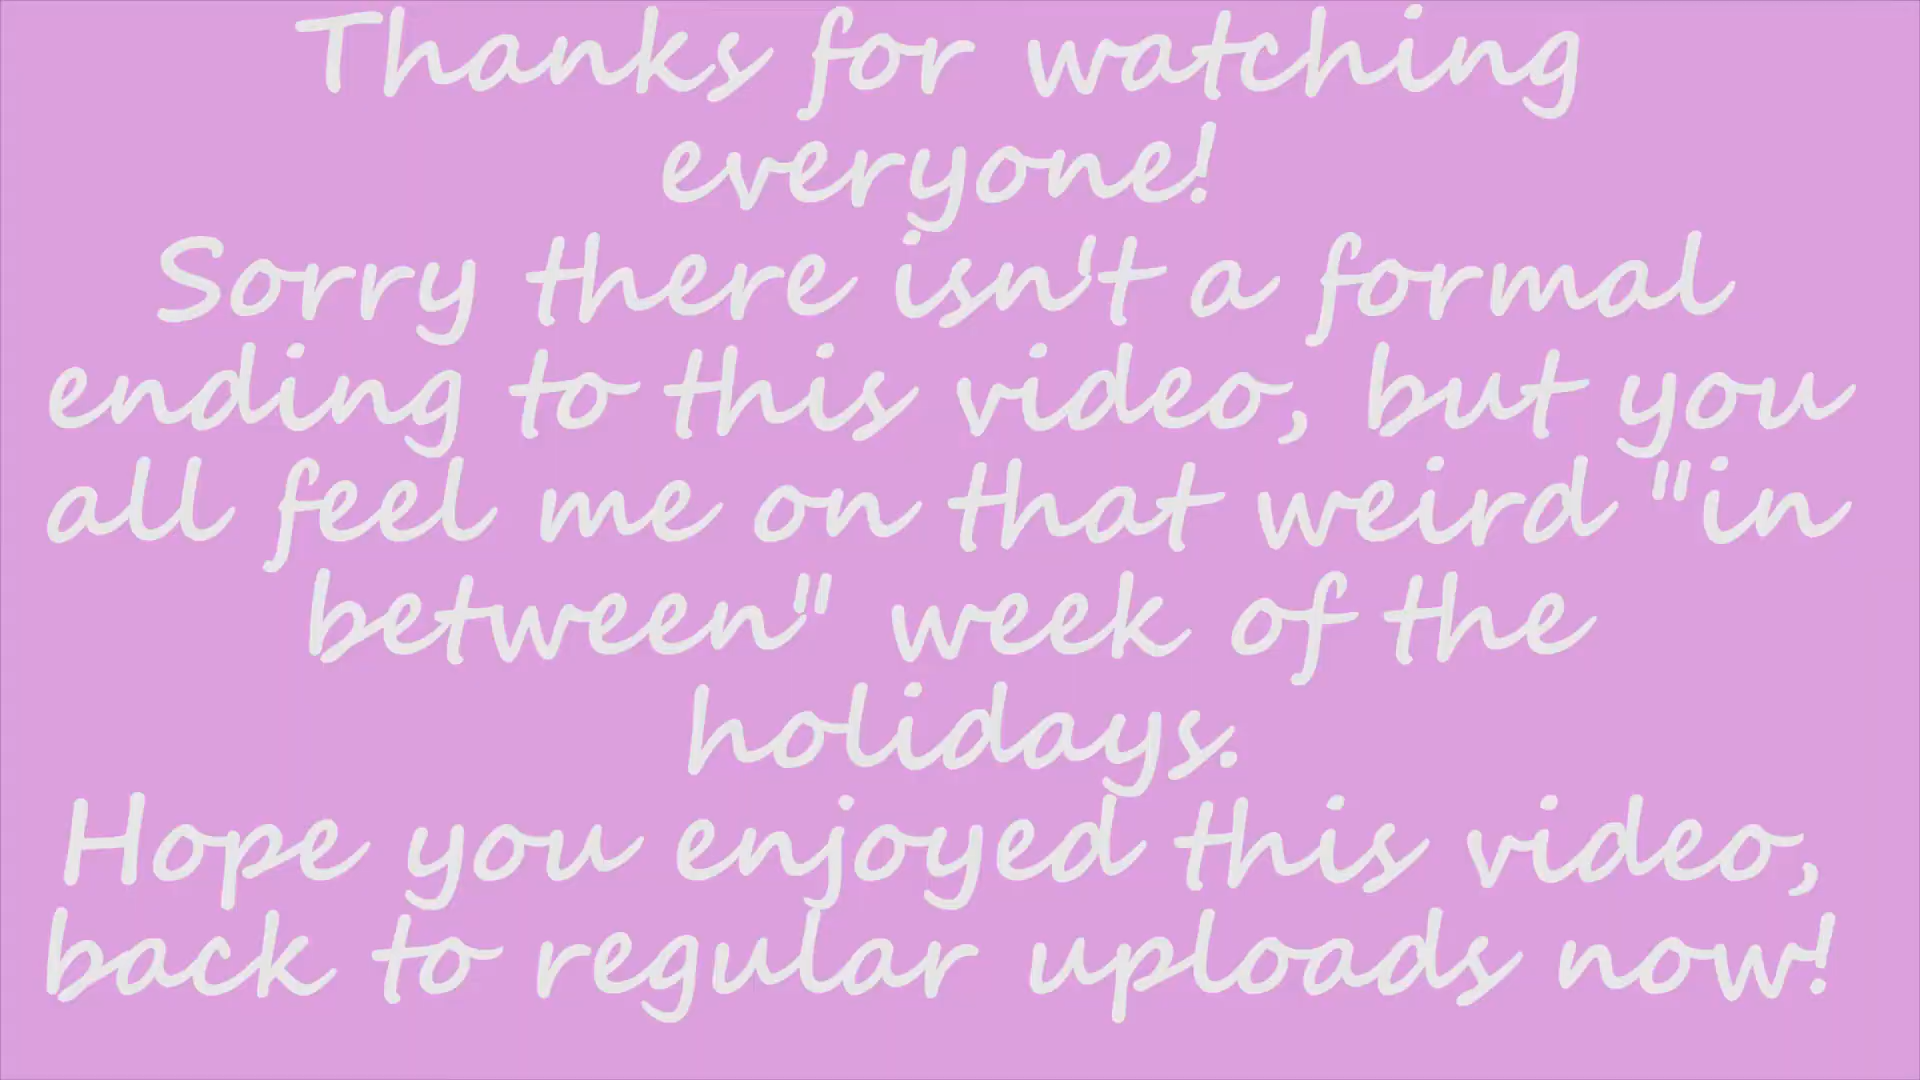 Thanks for watching
everyone!
Sorry there isn't a formal
ending to this video, but you
all feel me on that weird "in
between" week of the
holidays.
Hope you enjoyed this video,
back to regular uploads now!